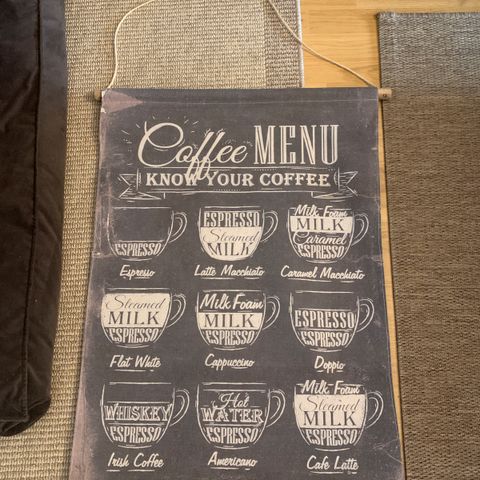 Coffee MENU
KNOW YOUR COFFEE
ESPRESSO
Espresso
ESPRESSO
Steamed
MILK
Latte Macchiato
Milk Foam
MILK
Caramel
ESPRESSO
Caramel Macchiato
Steamed
MILK
ESPRESSO
Flat White
Milk Foam
MILK
ESPRESSO
Cappuccino
ESPRESSO
ESPRESSO
Doppio
WHISKEY
ESPRESSO
Irish Coffee
Hot
WATER
ESPRESSO
Americano
Milk Foam
Steamed
MILK
ESPRESSO
Cafe Latte